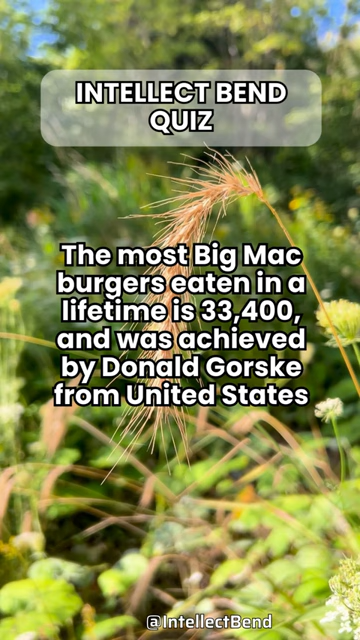 INTELLECT BEND
QUIZ
The most Big Mac
burgers eaten in a
lifetime is 33,400,
and was achieved
by Donald Gorske
from United States
@IntellectBend